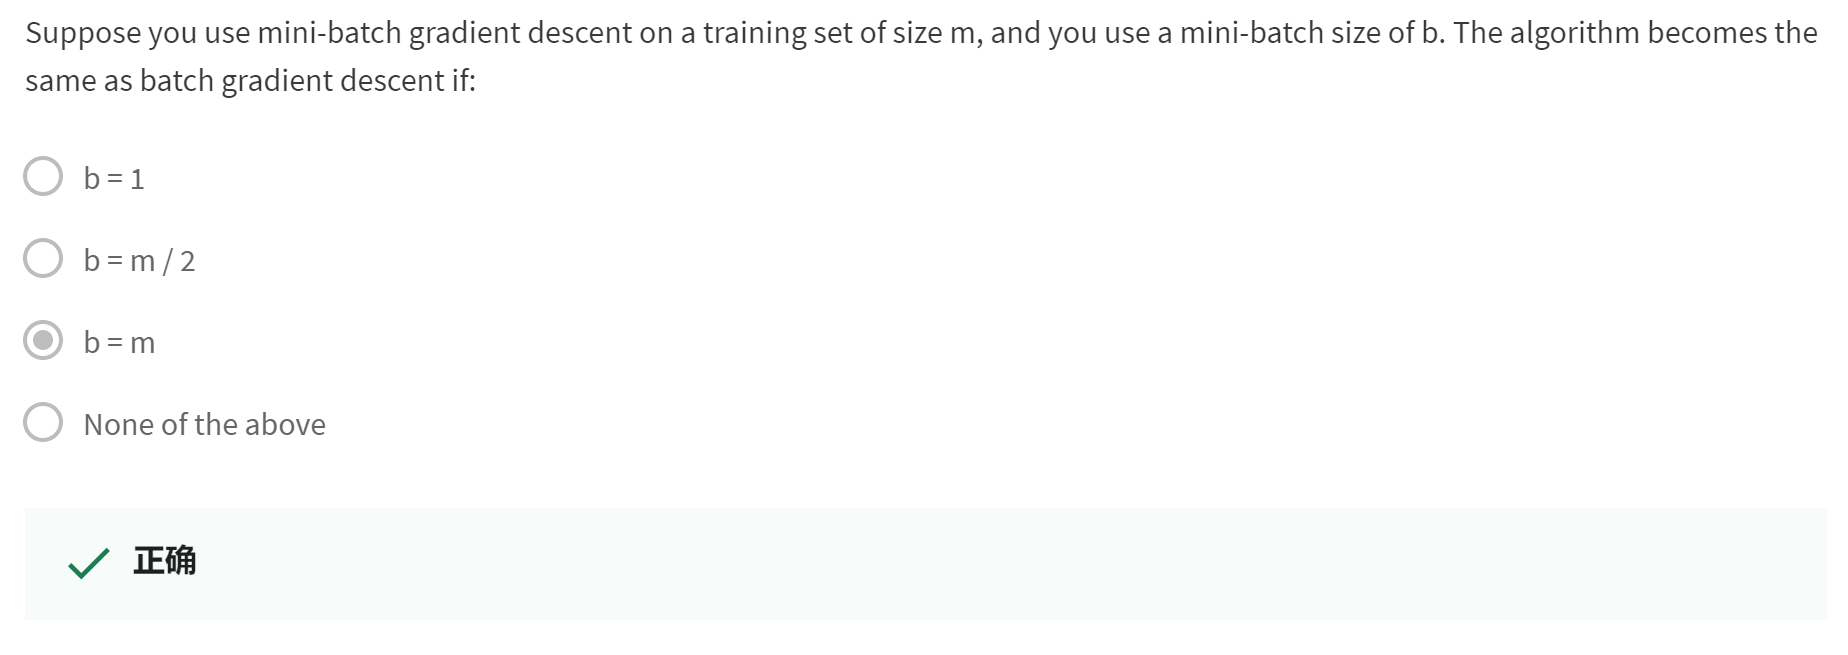 Suppose you use mini-batch gradient descent on a training set of size m, and you use a mini-batch size of b. The algorithm becomes the
same as batch gradient descent if:
b = 1
b = m / 2
b = m
None of the above
正确